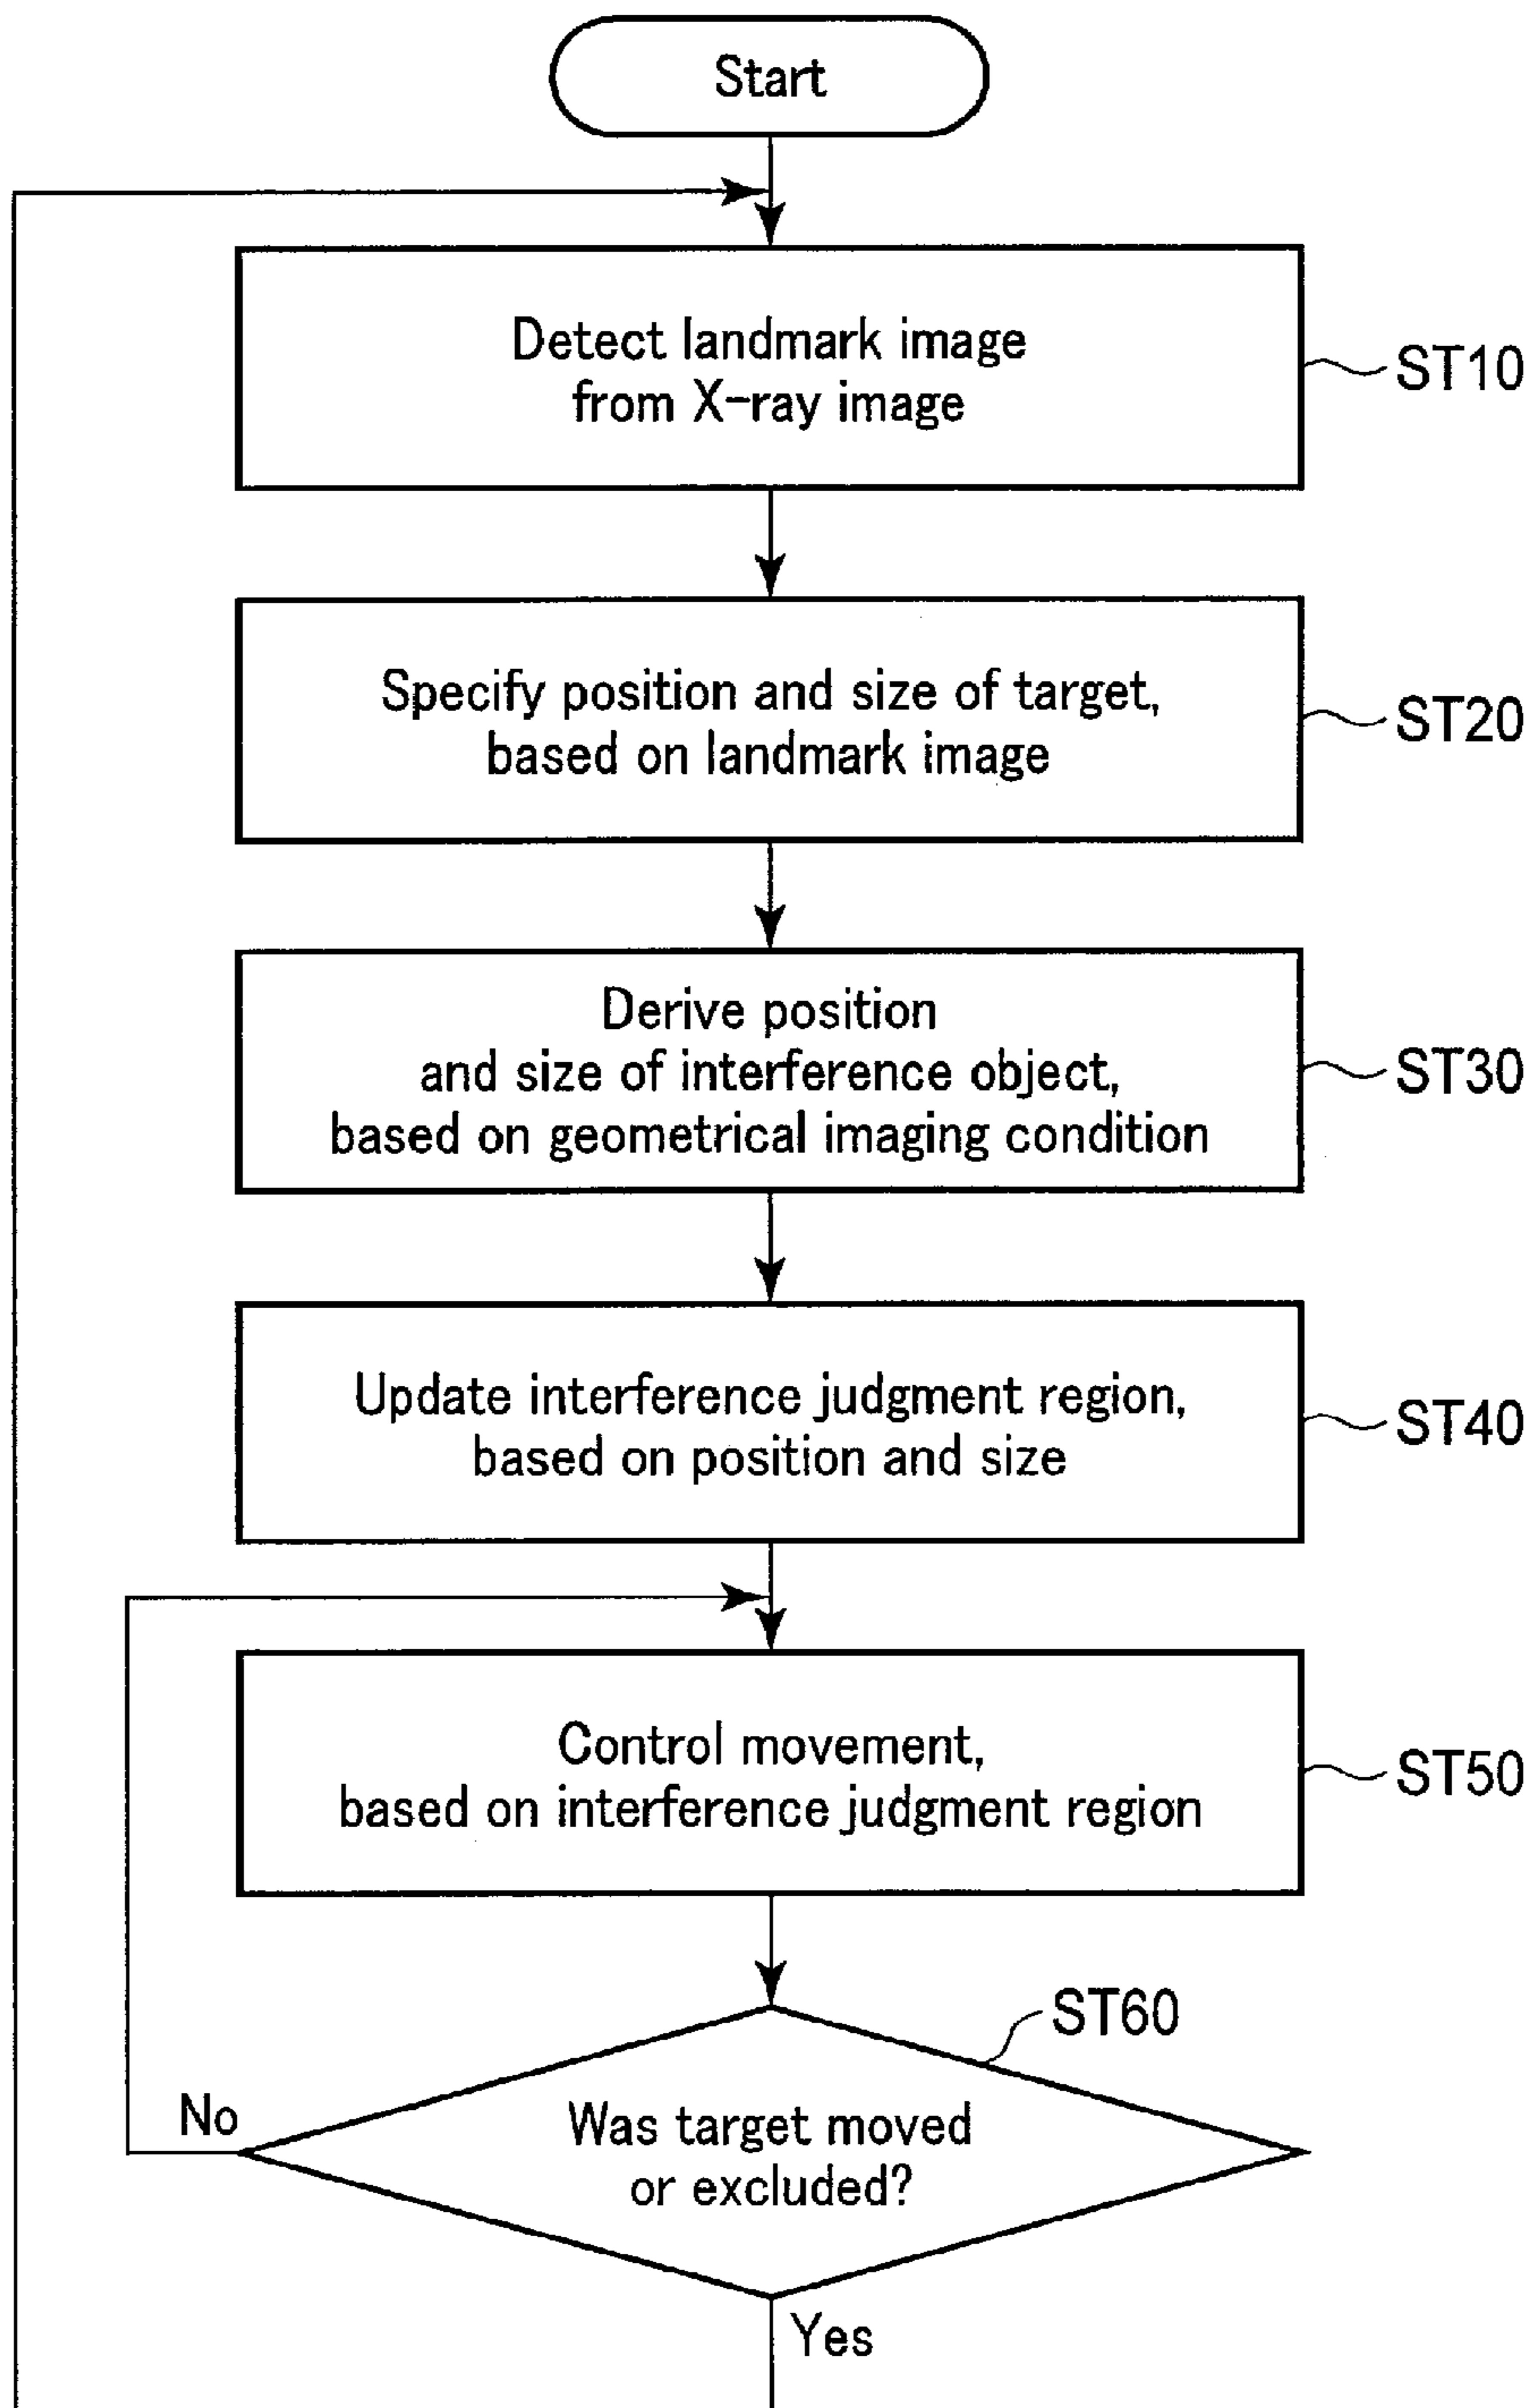 Start
Detect landmark image
from X-ray image
ST10
Specify position and size of target,
based on landmark image
ST20
Derive position
and size of interference object,
based on geometrical imaging condition
ST30
Update interference judgment region,
based on position and size
ST40
Control movement,
based on interference judgment region
ST50
ST60
No
Was target moved
or excluded?
Yes